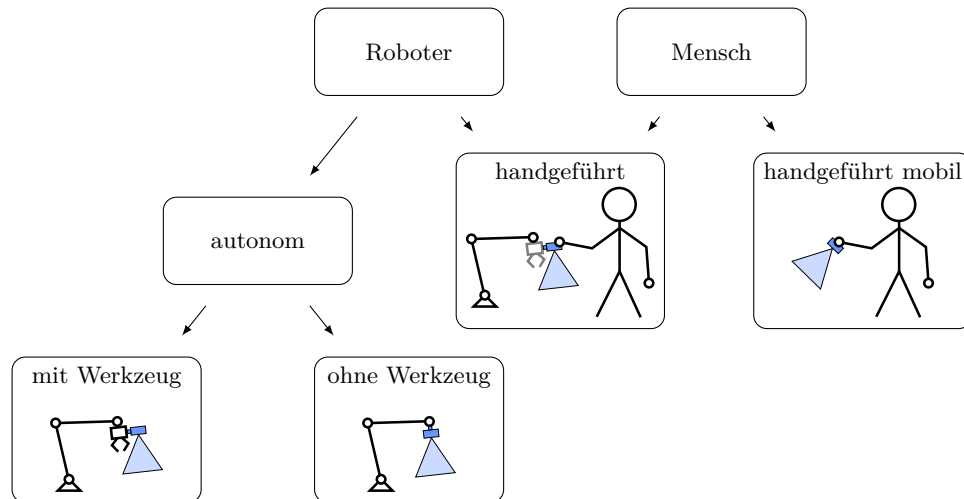 Roboter
Mensch
handgeführt
handgeführt mobil
autonom
mit Werkzeug
ohne Werkzeug